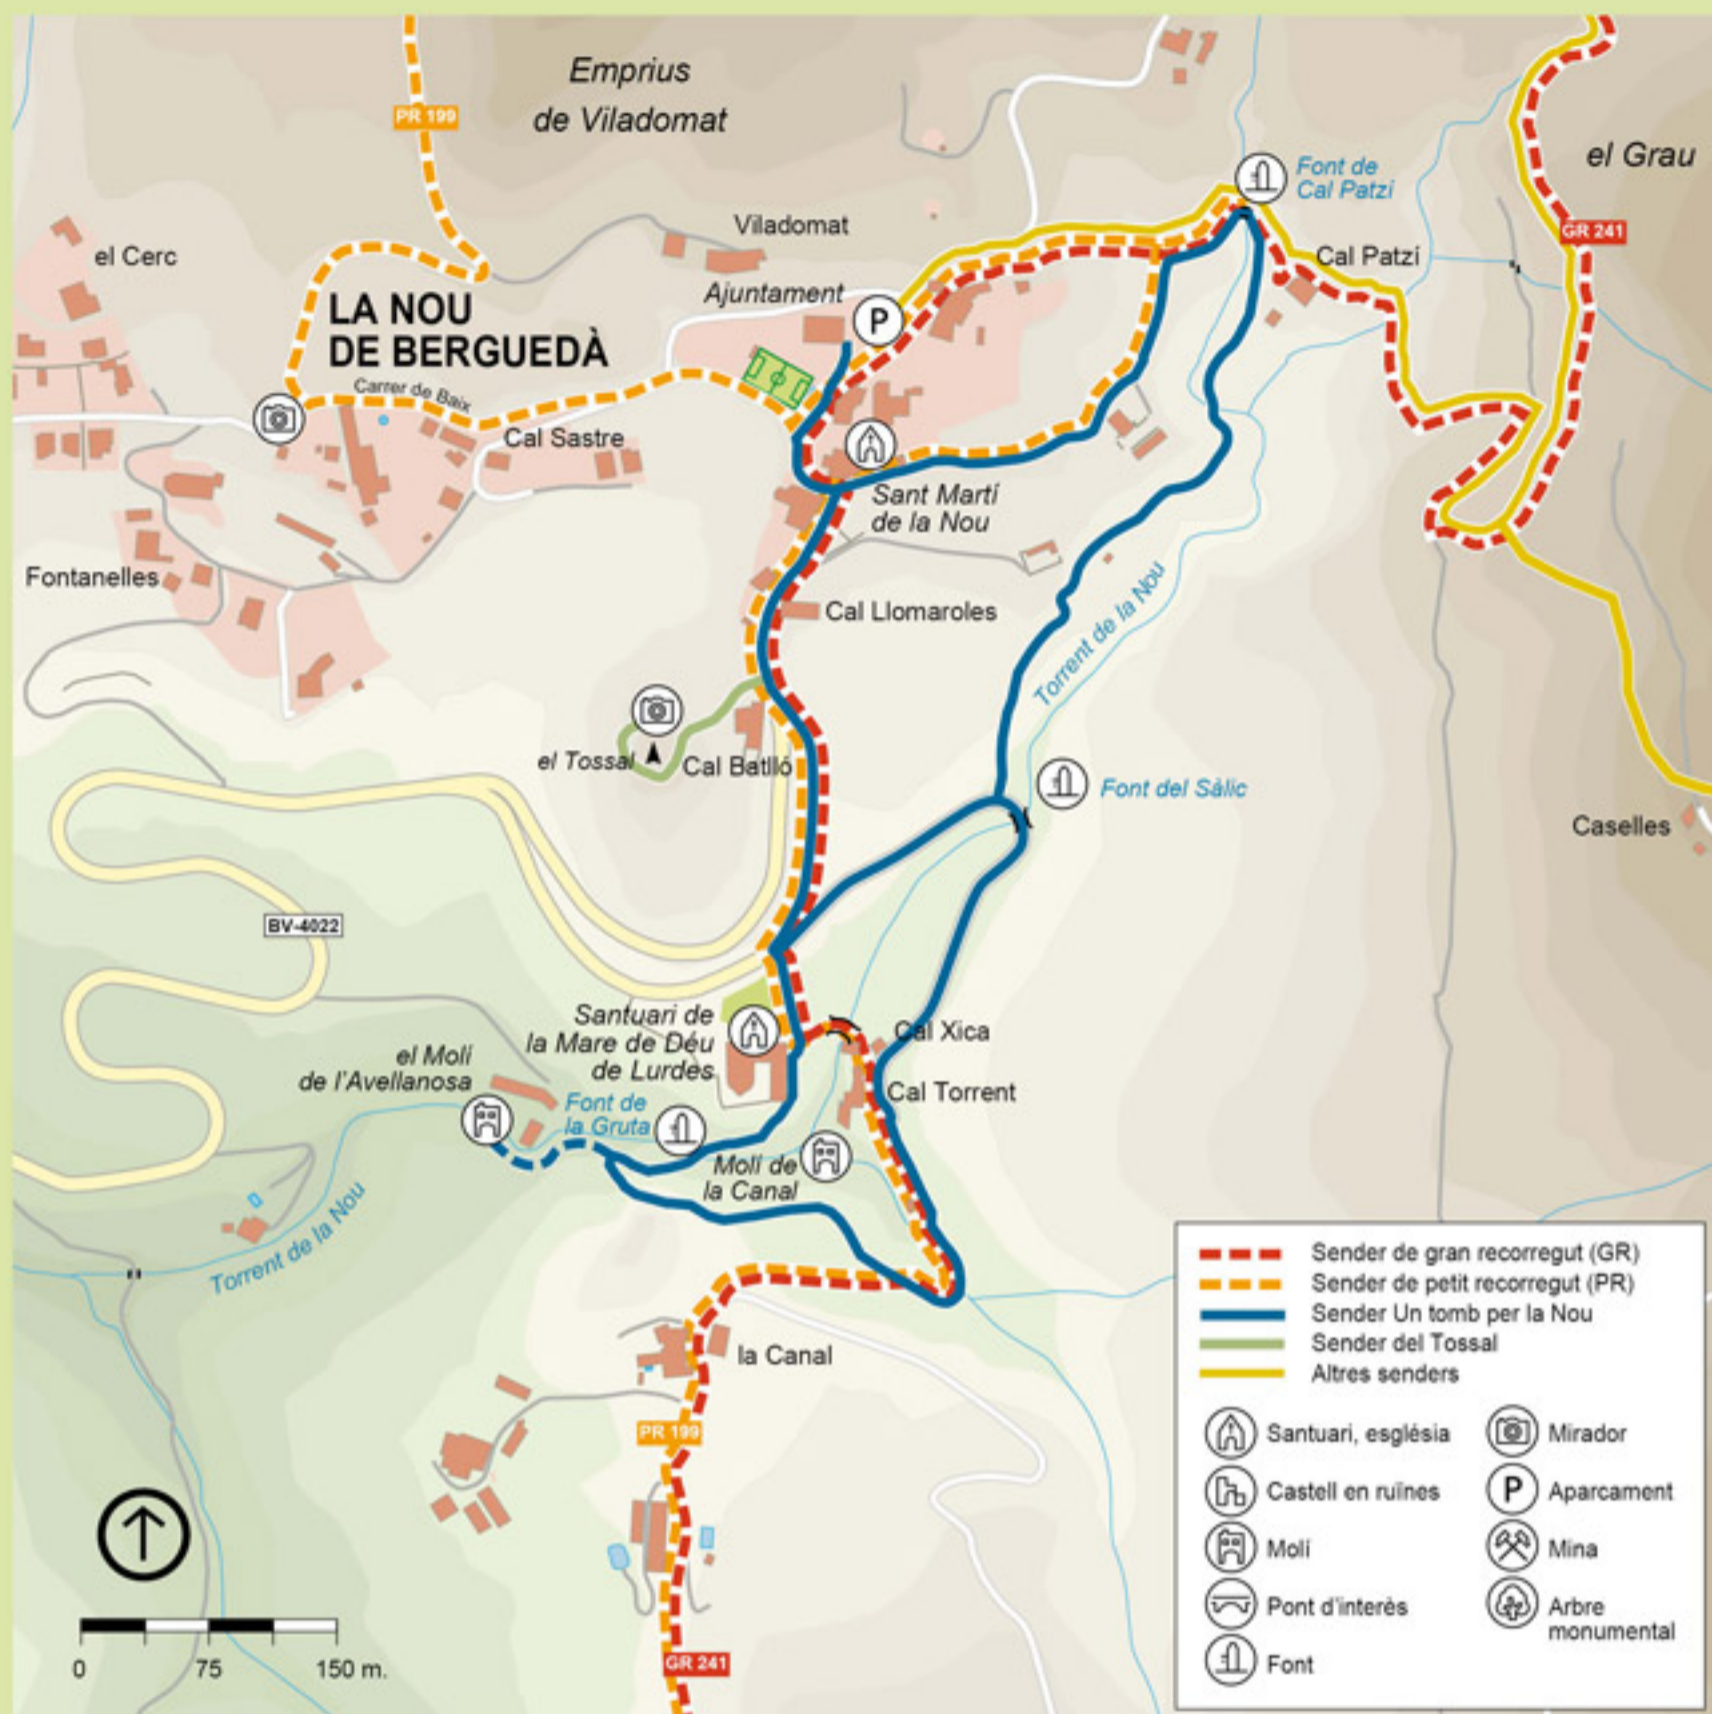 Emprius
de Viladomat
PR 199
el Grau
Font de
Cal Patzí
GR 241
Cal Patzí
Viladomat
el Cerc
Ajuntament
P
LA NOU
DE BERGUEDÀ
Carrer de Baix
Cal Sastre
Sant Martí
de la Nou
Fontanelles
Cal Llomaroles
Torrent de la Nou
el Tossal
Cal Batlló
Font del Sàlic
Caselles
BV-4022
Santuari de
la Mare de Déu
de Lurdes
Cal Xica
el Molí
de l'Avellanosa
Cal Torrent
Font de
la Gruta
Molí de
la Canal
Torrent de la Nou
la Canal
PR 199
GR 241
0 75 150 m.
Sender de gran recorregut (GR)
Sender de petit recorregut (PR)
Sender Un tomb per la Nou
Sender del Tossal
Altres senders
Santuari, església
Mirador
Castell en ruïnes
P Aparcament
Molí
Mina
Pont d'interès
Arbre
monumental
Font